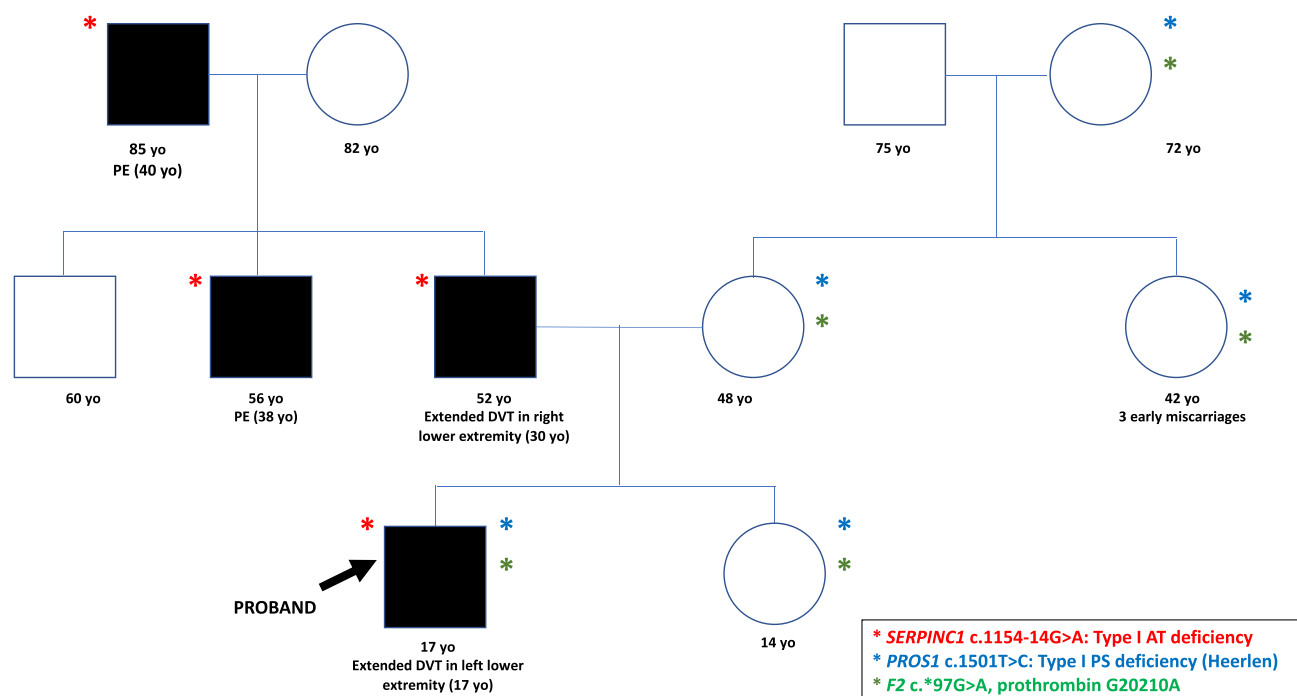 *
*
*
85 yo
PE (40 yo)
82 yo
75 yo
72 yo
*
*
*
*
*
*
60 yo
56 yo
PE (38 yo)
52 yo
Extended DVT in right
lower extremity (30 yo)
48 yo
42 yo
3 early miscarriages
*
*
*
*
*
PROBAND
17 yo
Extended DVT in left lower
extremity (17 yo)
14 yo
* SERPINC1 c.1154-14G>A: Type I AT deficiency
* PROS1 c.1501T>C: Type I PS deficiency (Heerlen)
* F2 c.*97G>A, prothrombin G20210A